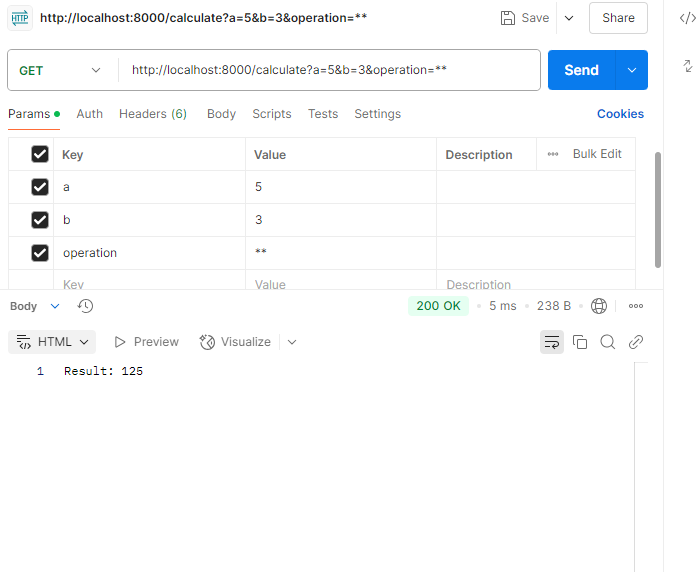 HTTP http://localhost:8000/calculate?a=5&b=3&operation=** Save Share
GET http://localhost:8000/calculate?a=5&b=3&operation=** Send
Params Auth Headers (6) Body Scripts Tests Settings Cookies
Key Value Description Bulk Edit
a 5
b 3
operation **
Key Value Description
Body 200 OK 5 ms 238 B
HTML Preview Visualize
1 Result: 125